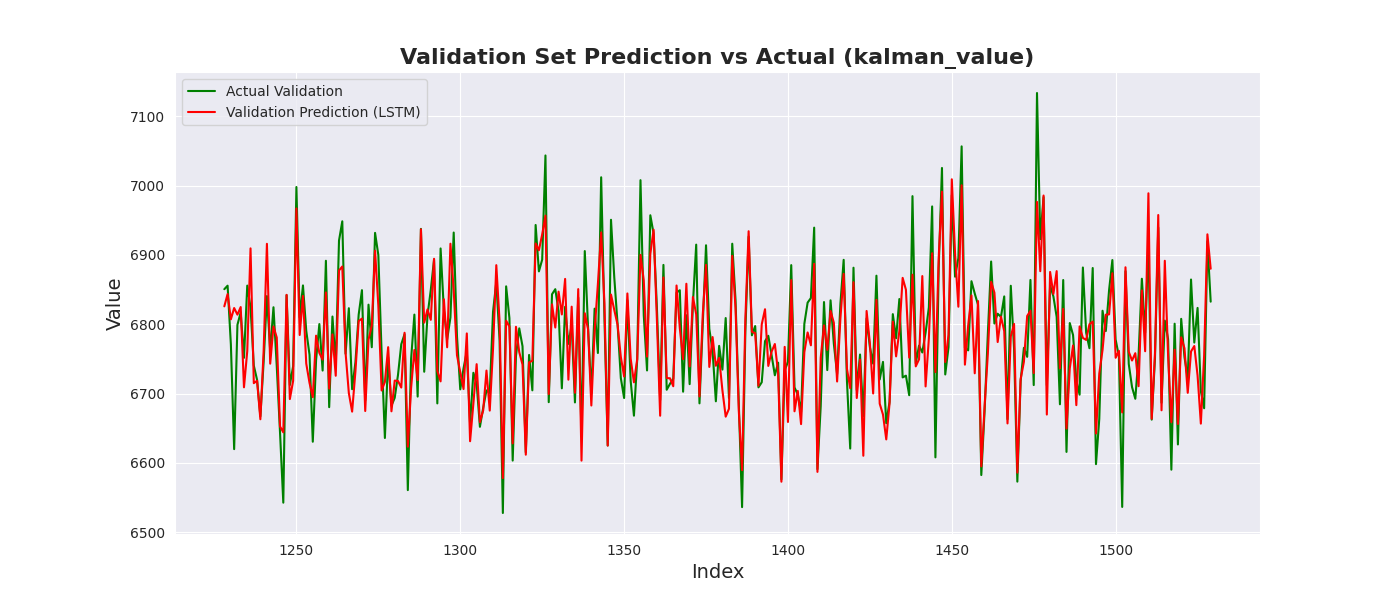 Validation Set Prediction vs Actual (kalman_value)
Actual Validation
Validation Prediction (LSTM)
Value
7100
7000
6900
6800
6700
6600
6500
1250
1300
1350
1400
1450
1500
Index